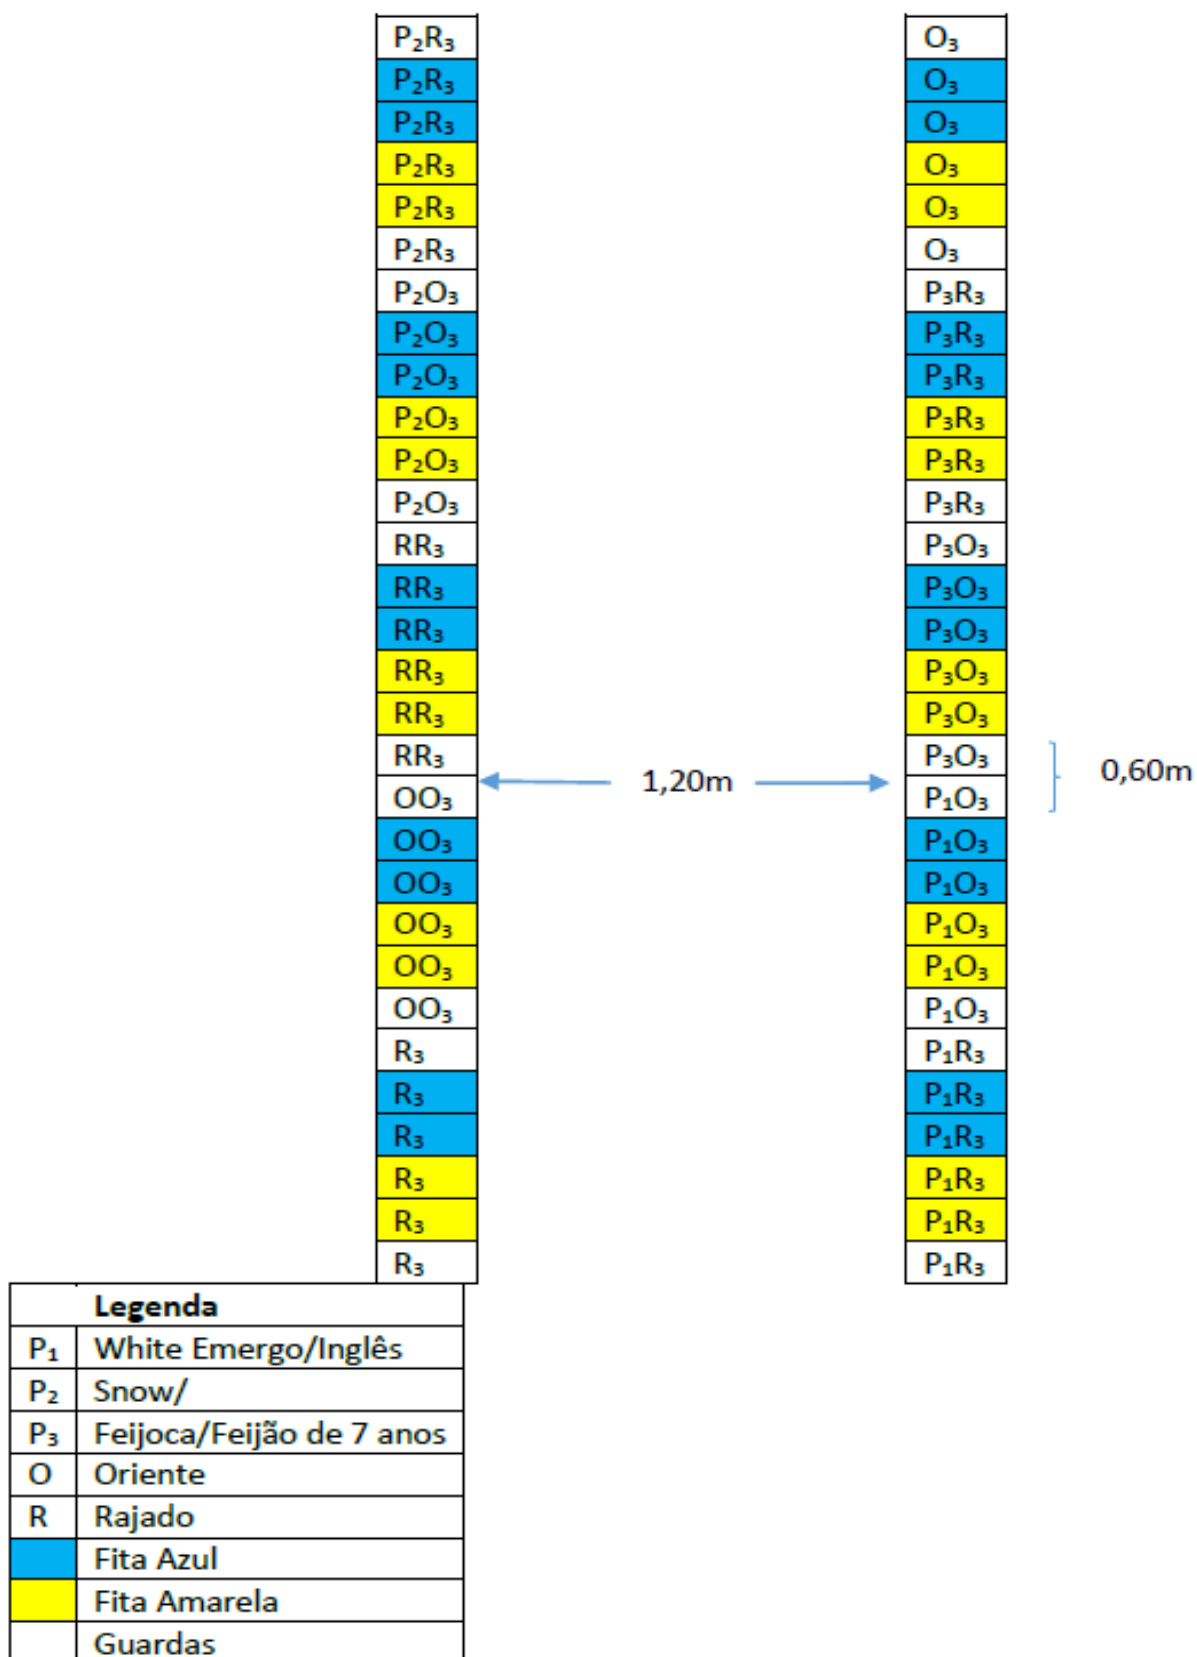 P₂R₃ O₃
P₂R₃ O₃
P₂R₃ O₃
P₂R₃ O₃
P₂R₃ O₃
P₂R₃ O₃
P₂O₃ P₃R₃
P₂O₃ P₃R₃
P₂O₃ P₃R₃
P₂O₃ P₃R₃
P₂O₃ P₃R₃
P₂O₃ P₃R₃
RR₃ P₃O₃
RR₃ P₃O₃
RR₃ P₃O₃
RR₃ P₃O₃
RR₃ P₃O₃
RR₃ P₃O₃
1,20m 0,60m
OO₃ P₁O₃
OO₃ P₁O₃
OO₃ P₁O₃
OO₃ P₁O₃
OO₃ P₁O₃
OO₃ P₁O₃
R₃ P₁R₃
R₃ P₁R₃
R₃ P₁R₃
R₃ P₁R₃
R₃ P₁R₃
R₃ P₁R₃
Legenda
P₁ White Emergo/Inglês
P₂ Snow/
P₃ Feijoca/Feijão de 7 anos
O Oriente
R Rajado
Fita Azul
Fita Amarela
Guardas